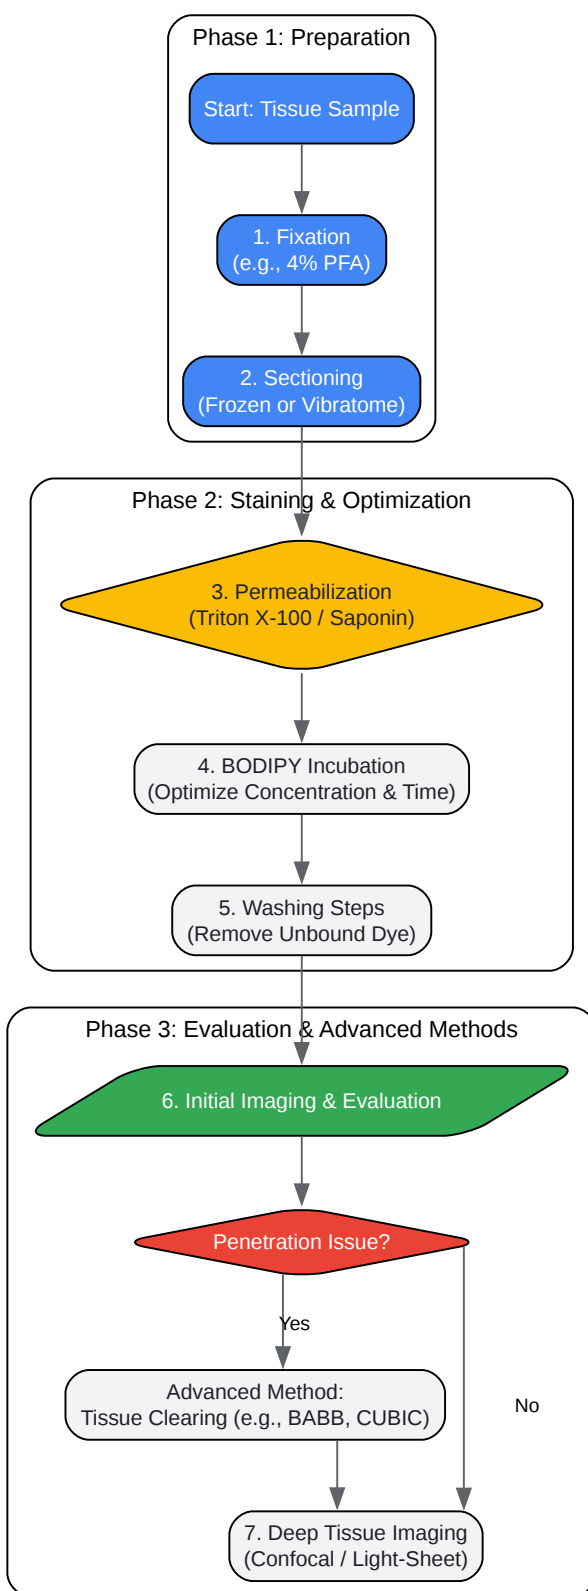 Phase 1: Preparation
Start: Tissue Sample
1. Fixation
(e.g., 4% PFA)
2. Sectioning
(Frozen or Vibratome)
Phase 2: Staining & Optimization
3. Permeabilization
(Triton X-100 / Saponin)
4. BODIPY Incubation
(Optimize Concentration & Time)
5. Washing Steps
(Remove Unbound Dye)
Phase 3: Evaluation & Advanced Methods
6. Initial Imaging & Evaluation
Penetration Issue?
Yes
Advanced Method:
Tissue Clearing (e.g., BABB, CUBIC)
No
7. Deep Tissue Imaging
(Confocal / Light-Sheet)